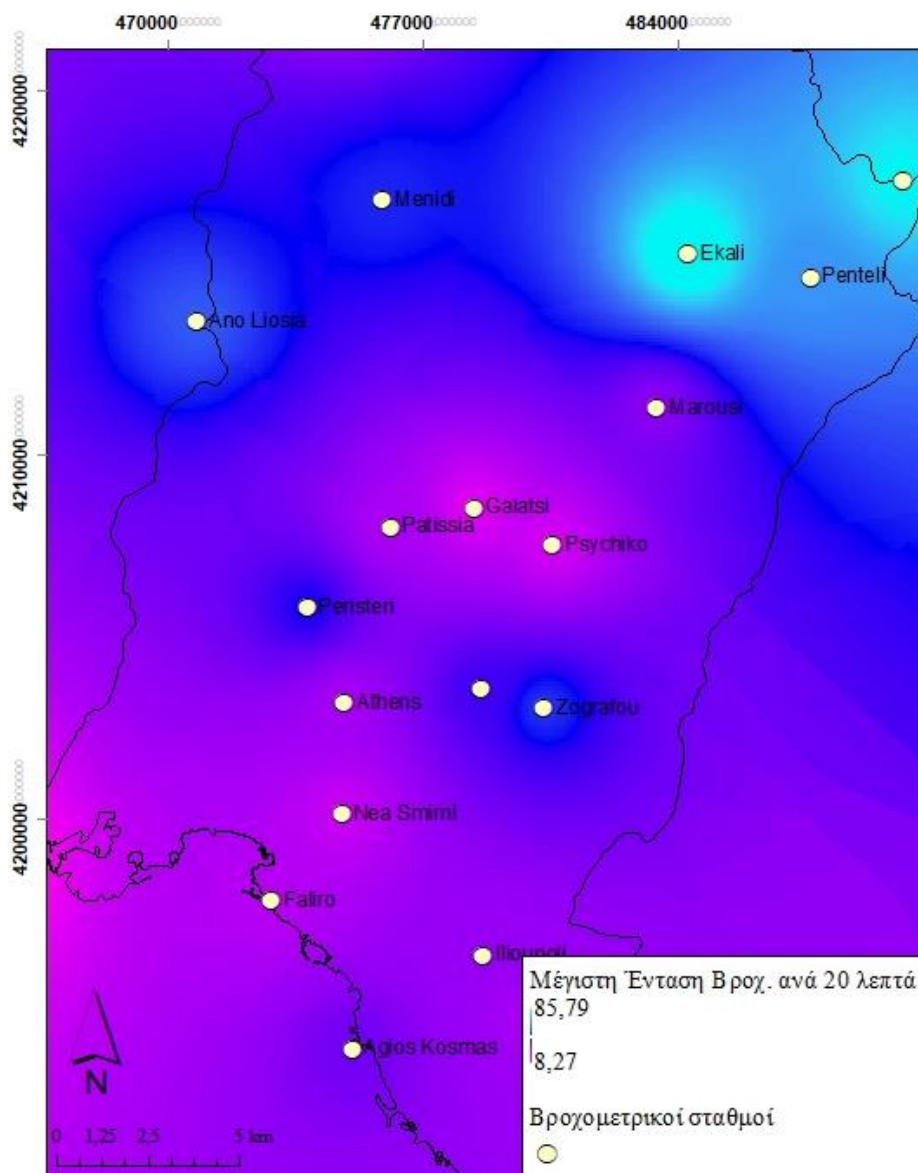 470000 477000 484000
4220000
4210000
4200000
Menidi
Ekali
Penteli
Ano Liosia
Marousi
Galatsi
Patissia
Psychiko
Peristeri
Athens
Zografou
Nea Smirni
Faliro
Ilioupoli
Agios Kosmas
N
0 1,25 2,5 5 km
Μέγιστη Ένταση Βροχ. ανά 20 λεπτά
85,79
8,27
Βροχομετρικοί σταθμοί